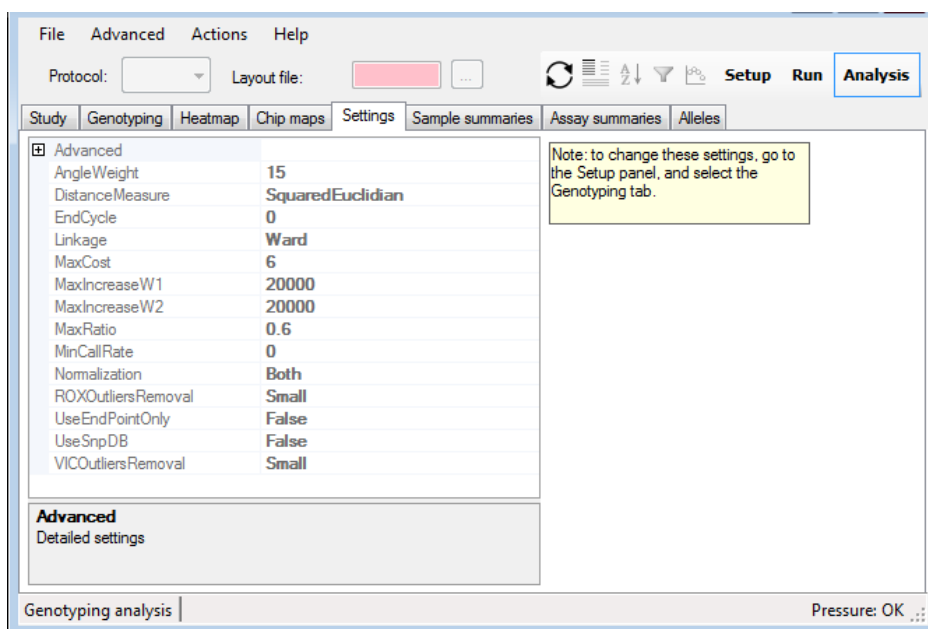 File Advanced Actions Help
Protocol: Layout file: ... Setup Run Analysis
Study Genotyping Heatmap Chip maps Settings Sample summaries Assay summaries Alleles
Advanced
AngleWeight 15
DistanceMeasure SquaredEuclidian
EndCycle 0
Linkage Ward
MaxCost 6
MaxIncreaseW1 20000
MaxIncreaseW2 20000
MaxRatio 0.6
MinCallRate 0
Normalization Both
ROXOutliersRemoval Small
UseEndPointOnly False
UseSnpDB False
VICOutliersRemoval Small
Note: to change these settings, go to
the Setup panel, and select the
Genotyping tab.
Advanced
Detailed settings
Genotyping analysis Pressure: OK